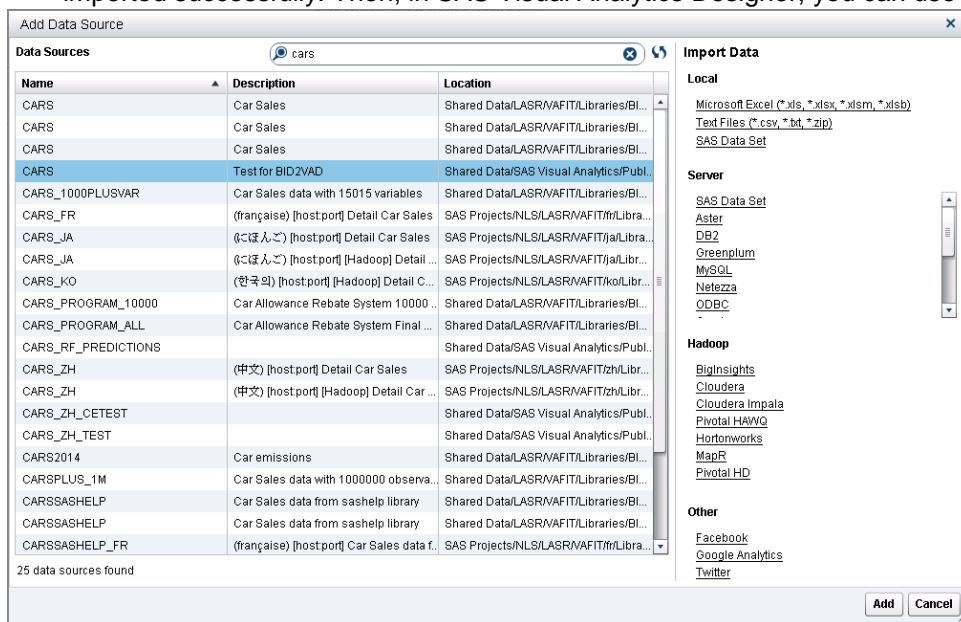 imported successfully. Then, in SAS Visual Analytics Designer, you can use
Add Data Source
Data Sources cars
Name Description Location
CARS Car Sales Shared Data/LASR/VAFIT/Libraries/BI...
CARS Car Sales Shared Data/LASR/VAFIT/Libraries/BI...
CARS Car Sales Shared Data/LASR/VAFIT/Libraries/BI...
CARS Test for BID2VAD Shared Data/SAS Visual Analytics/Publ..
CARS_1000PLUSVAR Car Sales data with 15015 variables Shared Data/LASR/VAFIT/Libraries/BI...
CARS_FR (française) [host:port] Detail Car Sales SAS Projects/NLS/LASR/VAFIT/fr/Libra...
CARS_JA (にほんご) [host:port] Detail Car Sales SAS Projects/NLS/LASR/VAFIT/ja/Libra...
CARS_JA (にほんご) [host:port] [Hadoop] Detail ... SAS Projects/NLS/LASR/VAFIT/ja/Libra...
CARS_KO (한국의) [host:port] [Hadoop] Detail C... SAS Projects/NLS/LASR/VAFIT/ko/Libr...
CARS_PROGRAM_10000 Car Allowance Rebate System 10000 .. Shared Data/LASR/VAFIT/Libraries/BI...
CARS_PROGRAM_ALL Car Allowance Rebate System Final ... Shared Data/LASR/VAFIT/Libraries/BI...
CARS_RF_PREDICTIONS Shared Data/SAS Visual Analytics/Publ..
CARS_ZH (中文) [host:port] Detail Car Sales SAS Projects/NLS/LASR/VAFIT/zh/Libr...
CARS_ZH (中文) [host:port] [Hadoop] Detail Car ... SAS Projects/NLS/LASR/VAFIT/zh/Libr...
CARS_ZH_CETEST Shared Data/SAS Visual Analytics/Publ..
CARS_ZH_TEST Shared Data/SAS Visual Analytics/Publ..
CARS2014 Car emissions Shared Data/LASR/VAFIT/Libraries/BI...
CARSPLUS_1M Car Sales data with 1000000 observa... Shared Data/LASR/VAFIT/Libraries/BI...
CARSSASHELP Car Sales data from sashelp library Shared Data/LASR/VAFIT/Libraries/BI...
CARSSASHELP Car Sales data from sashelp library Shared Data/LASR/VAFIT/Libraries/BI...
CARSSASHELP_FR (française) [host:port] Car Sales data f.. SAS Projects/NLS/LASR/VAFIT/fr/Libra...
25 data sources found
Import Data
Local
Microsoft Excel (*.xls, *.xlsx, *.xlsm, *.xlsb)
Text Files (*.csv, *.txt, *.zip)
SAS Data Set
Server
SAS Data Set
Aster
DB2
Greenplum
MySQL
Netezza
ODBC
Hadoop
BigInsights
Cloudera
Cloudera Impala
Pivotal HAWQ
Hortonworks
MapR
Pivotal HD
Other
Facebook
Google Analytics
Twitter
Add Cancel